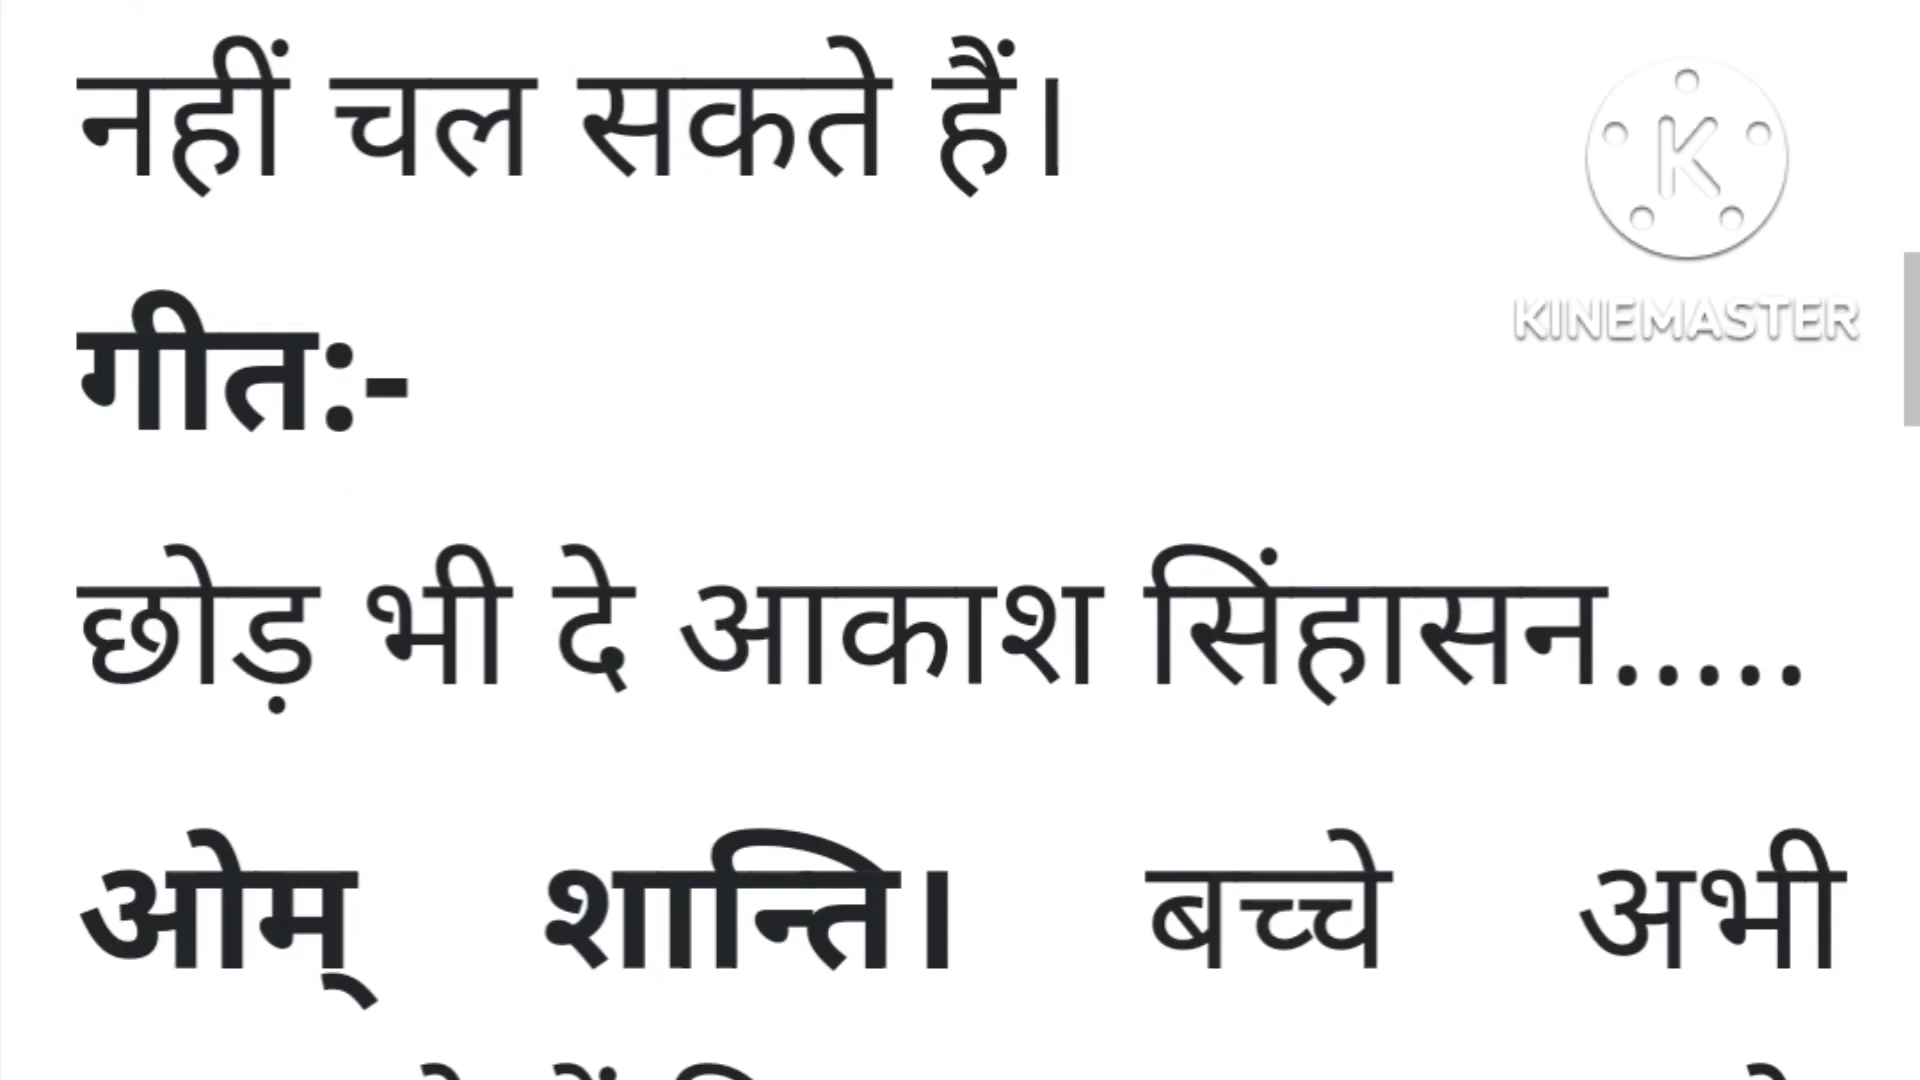 नहीं चल सकते हैं।
KINEMASTER
गीत:-
छोड़ भी दे आकाश सिंहासन.....
ओम् शान्ति। बच्चे अभी